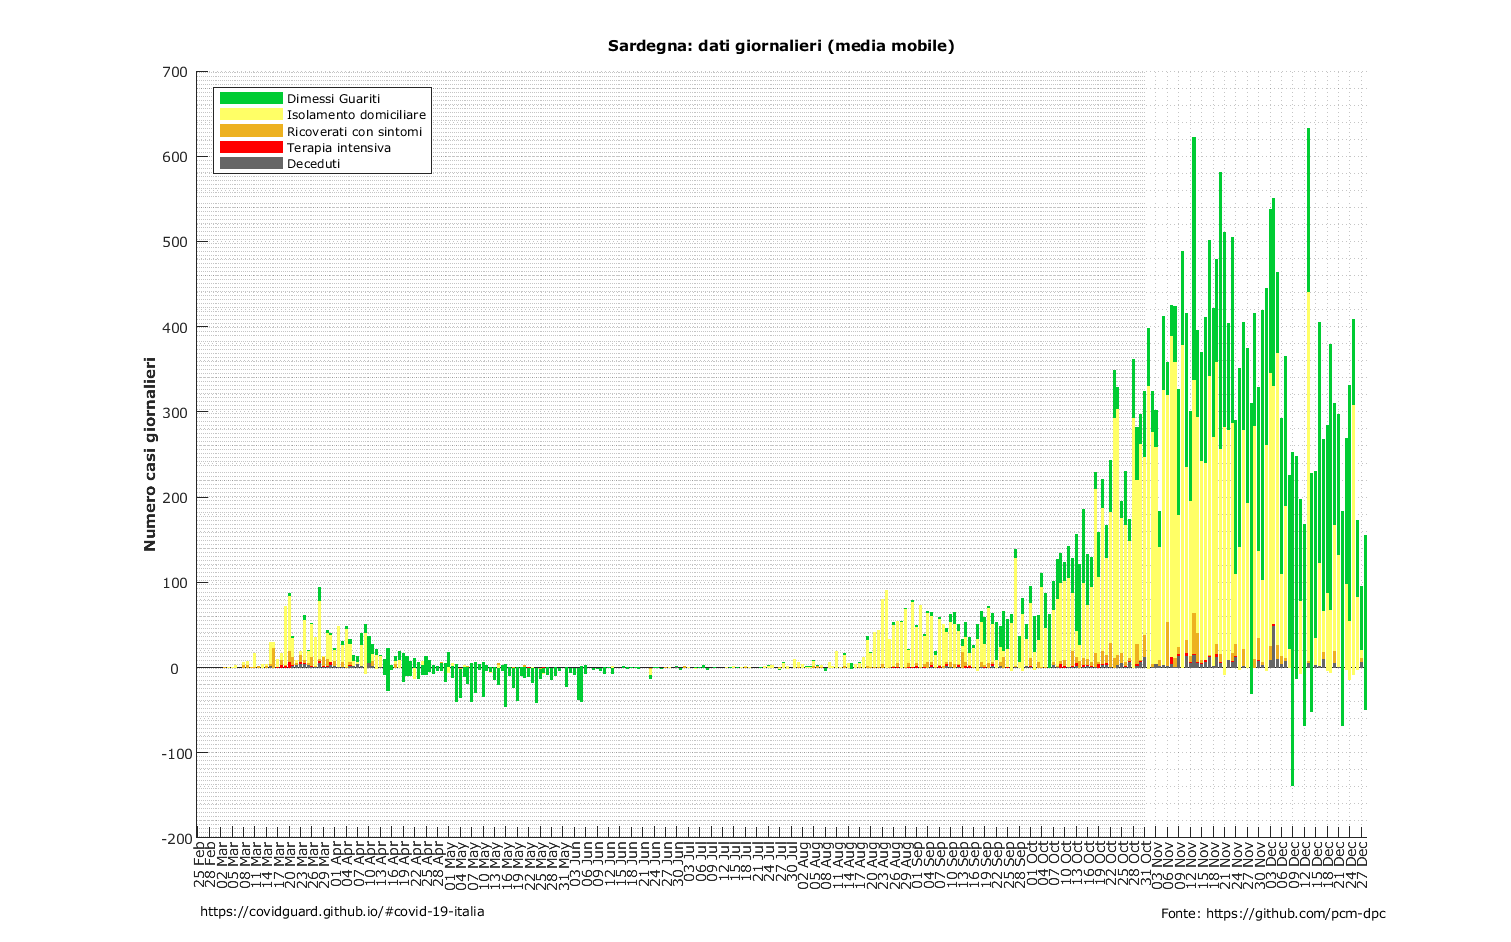 Sardegna: dati giornalieri (media mobile)
700
600
500
400
300
200
100
0
-100
-200
Numero casi giornalieri
Dimessi Guariti
Isolamento domiciliare
Ricoverati con sintomi
Terapia intensiva
Deceduti
25 Feb
28 Feb
02 Mar
05 Mar
08 Mar
11 Mar
14 Mar
17 Mar
20 Mar
23 Mar
26 Mar
29 Mar
01 Apr
04 Apr
07 Apr
10 Apr
13 Apr
16 Apr
19 Apr
22 Apr
25 Apr
28 Apr
01 May
04 May
07 May
10 May
13 May
16 May
19 May
22 May
25 May
28 May
31 May
03 Jun
06 Jun
09 Jun
12 Jun
15 Jun
18 Jun
21 Jun
24 Jun
27 Jun
30 Jun
03 Jul
06 Jul
09 Jul
12 Jul
15 Jul
18 Jul
21 Jul
24 Jul
27 Jul
30 Jul
02 Aug
05 Aug
08 Aug
11 Aug
14 Aug
17 Aug
20 Aug
23 Aug
26 Aug
29 Aug
01 Sep
04 Sep
07 Sep
10 Sep
13 Sep
16 Sep
19 Sep
22 Sep
25 Sep
28 Sep
01 Oct
04 Oct
07 Oct
10 Oct
13 Oct
16 Oct
19 Oct
22 Oct
25 Oct
28 Oct
31 Oct
03 Nov
06 Nov
09 Nov
12 Nov
15 Nov
18 Nov
21 Nov
24 Nov
27 Nov
30 Nov
03 Dec
06 Dec
09 Dec
12 Dec
15 Dec
18 Dec
21 Dec
24 Dec
27 Dec
https://covidguard.github.io/#covid-19-italia
Fonte: https://github.com/pcm-dpc